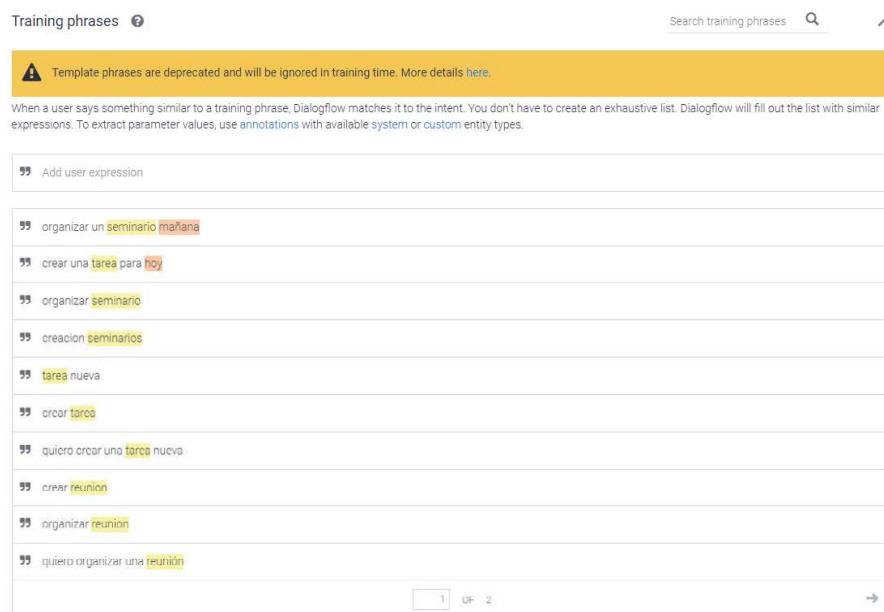 Training phrases
Search training phrases
Template phrases are deprecated and will be ignored in training time. More details here.
When a user says something similar to a training phrase, Dialogflow matches it to the intent. You don't have to create an exhaustive list. Dialogflow will fill out the list with similar
expressions. To extract parameter values, use annotations with available system or custom entity types.
Add user expression
organizar un seminario mañana
crear una tarea para hoy
organizar seminario
creacion seminarios
tarea nueva
crear tarea
quiero crear una tarea nueva
crear reunion
organizar reunion
quiero organizar una reunión
1 OF 2